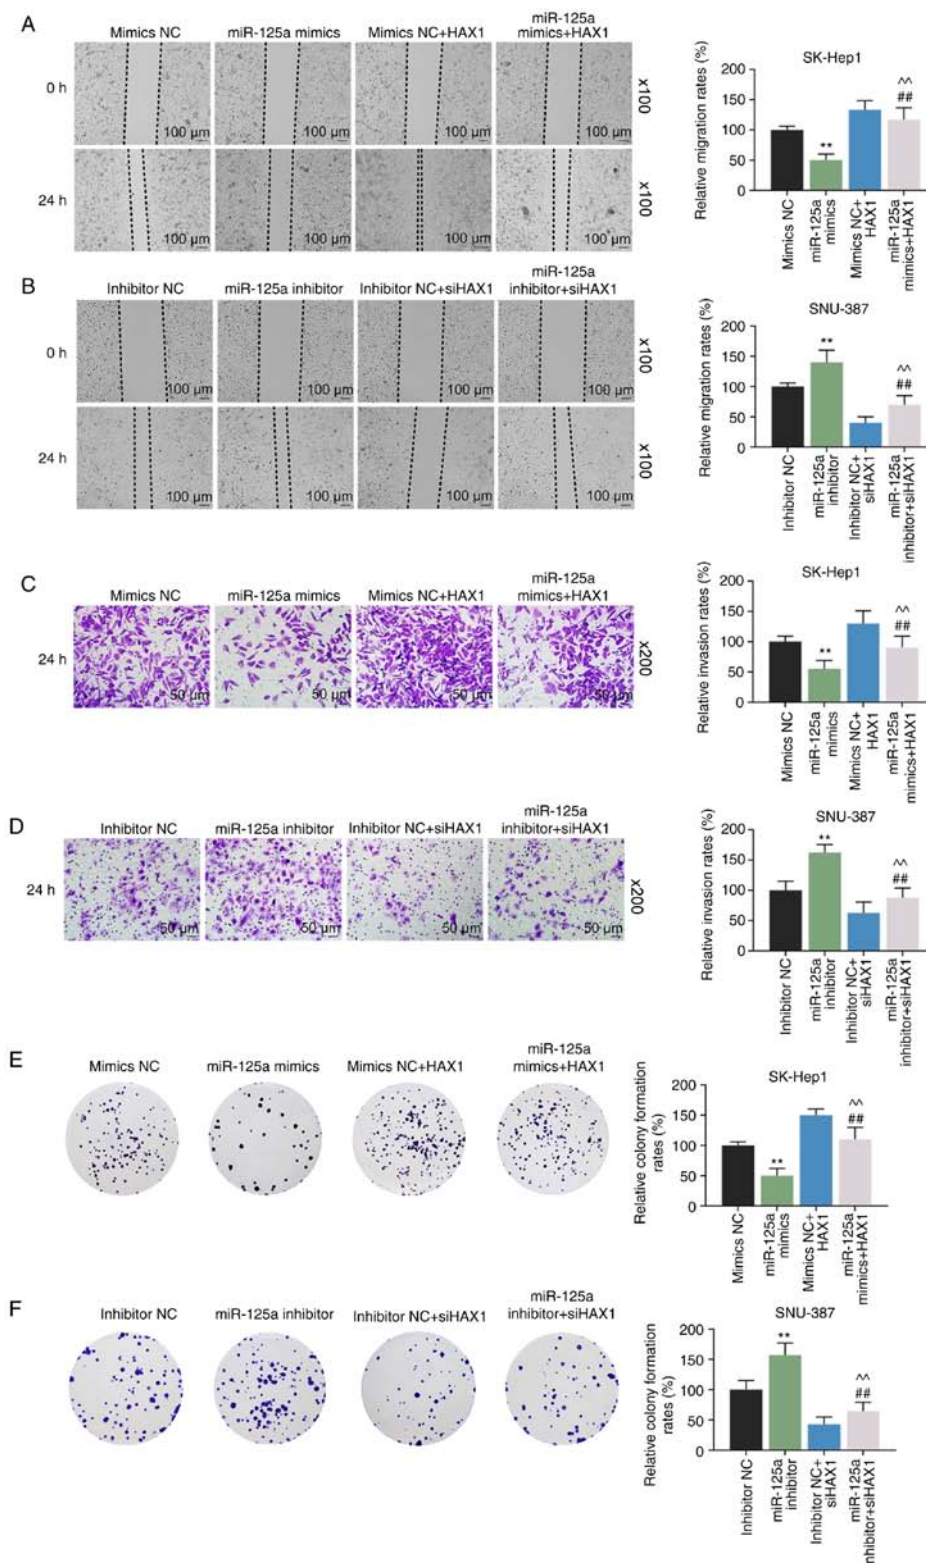 A
Mimics NC
miR-125a mimics
Mimics NC+HAX1
miR-125a
mimics+HAX1
0 h
100 µm
100 µm
100 µm
100 µm
x100
24 h
100 µm
100 µm
100 µm
100 µm
x100
SK-Hep1
Relative migration rates (%)
200
150
100
50
0
**
^^
##
Mimics NC
miR-125a
mimics
Mimics NC+
HAX1
miR-125a
mimics+HAX1
B
Inhibitor NC
miR-125a inhibitor
Inhibitor NC+siHAX1
miR-125a
inhibitor+siHAX1
0 h
100 µm
100 µm
100 µm
100 µm
x100
24 h
100 µm
100 µm
100 µm
100 µm
x100
SNU-387
Relative migration rates (%)
200
150
100
50
0
**
^^
##
Inhibitor NC
miR-125a
inhibitor
Inhibitor NC+
siHAX1
miR-125a
inhibitor+siHAX1
C
Mimics NC
miR-125a mimics
Mimics NC+HAX1
miR-125a
mimics+HAX1
24 h
50 µm
50 µm
50 µm
50 µm
x200
SK-Hep1
Relative invasion rates (%)
200
150
100
50
0
**
^^
##
Mimics NC
miR-125a
mimics
Mimics NC+
HAX1
miR-125a
mimics+HAX1
D
Inhibitor NC
miR-125a inhibitor
Inhibitor NC+siHAX1
miR-125a
inhibitor+siHAX1
24 h
50 µm
50 µm
50 µm
50 µm
x200
SNU-387
Relative invasion rates (%)
200
150
100
50
0
**
^^
##
Inhibitor NC
miR-125a
inhibitor
Inhibitor NC+
siHAX1
miR-125a
inhibitor+siHAX1
E
Mimics NC
miR-125a mimics
Mimics NC+HAX1
miR-125a
mimics+HAX1
SK-Hep1
Relative colony formation
rates (%)
200
150
100
50
0
**
^^
##
Mimics NC
miR-125a
mimics
Mimics NC+
HAX1
miR-125a
mimics+HAX1
F
Inhibitor NC
miR-125a inhibitor
Inhibitor NC+siHAX1
miR-125a
inhibitor+siHAX1
SNU-387
Relative colony formation
rates (%)
200
150
100
50
0
**
^^
##
Inhibitor NC
miR-125a
inhibitor
Inhibitor NC+
siHAX1
miR-125a
inhibitor+siHAX1